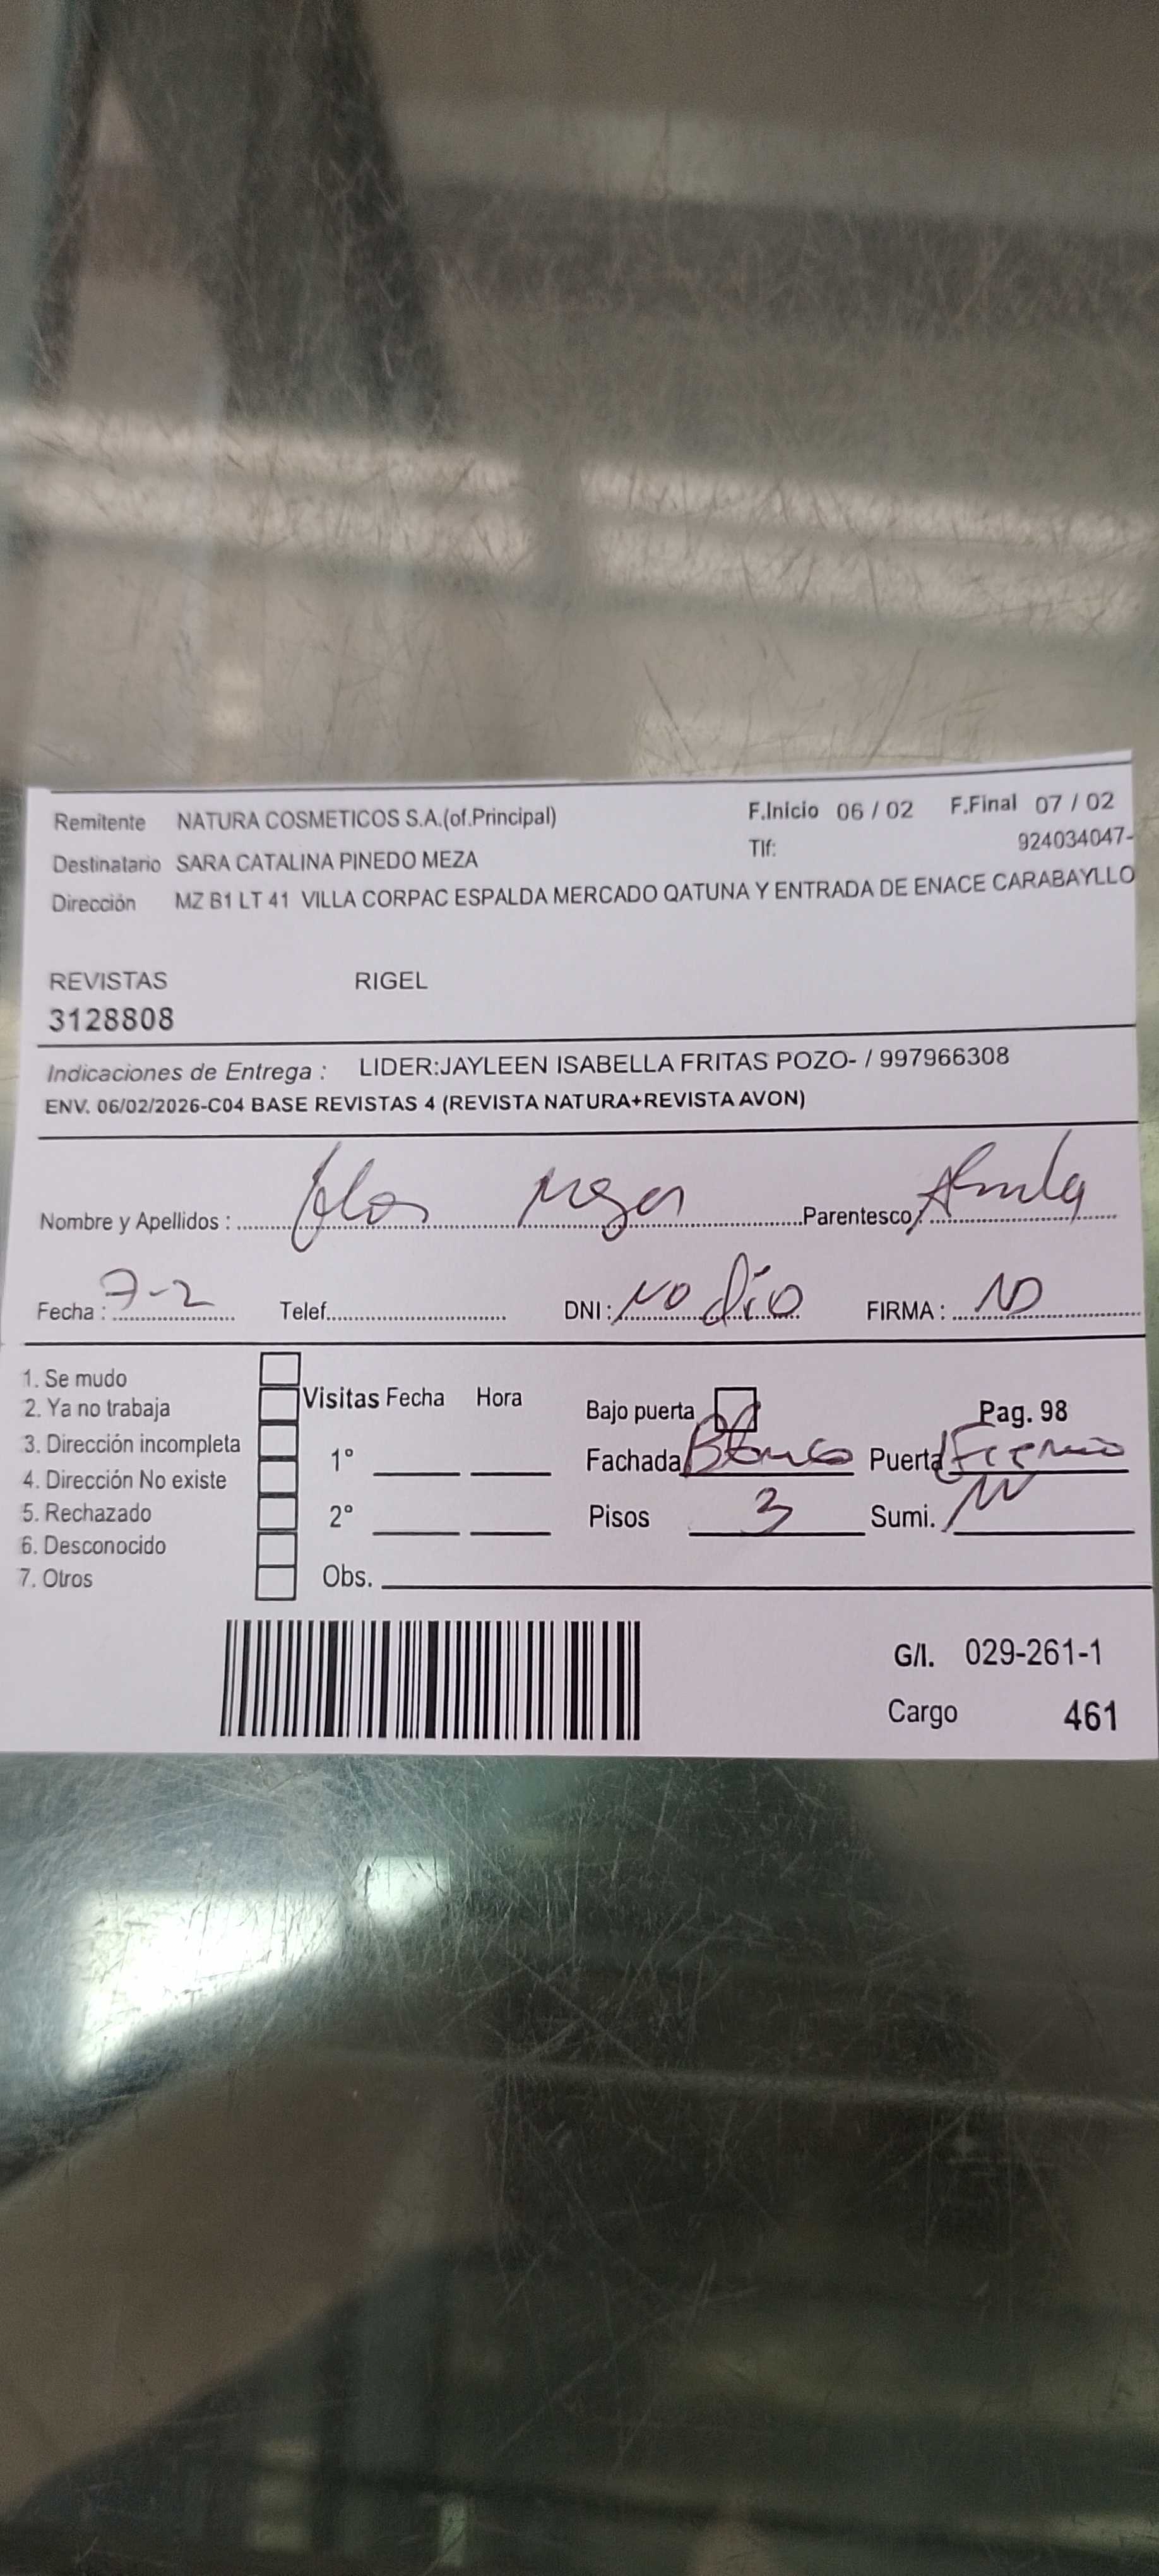 Remitente NATURA COSMETICOS S.A.(of.Principal) F.Inicio 06 / 02 F.Final 07 / 02
Destinatario SARA CATALINA PINEDO MEZA Tlf: 924034047-
Dirección MZ B1 LT 41 VILLA CORPAC ESPALDA MERCADO QATUNA Y ENTRADA DE ENACE CARABAYLLO
REVISTAS RIGEL
3128808
Indicaciones de Entrega : LIDER:JAYLEEN ISABELLA FRITAS POZO- / 997966308
ENV. 06/02/2026-C04 BASE REVISTAS 4 (REVISTA NATURA+REVISTA AVON)
Nombre y Apellidos : Meza Parentesco:
Fecha : 7-2 Telef. DNI : NO dio FIRMA : ND
1. Se mudo
2. Ya no trabaja
3. Dirección incompleta
4. Dirección No existe
5. Rechazado
6. Desconocido
7. Otros
Visitas Fecha Hora
1°
2°
Obs.
Bajo puerta Pag. 98
Fachada Blanco Puerta Fierro
Pisos 3 Sumi.
G/I. 029-261-1
Cargo 461